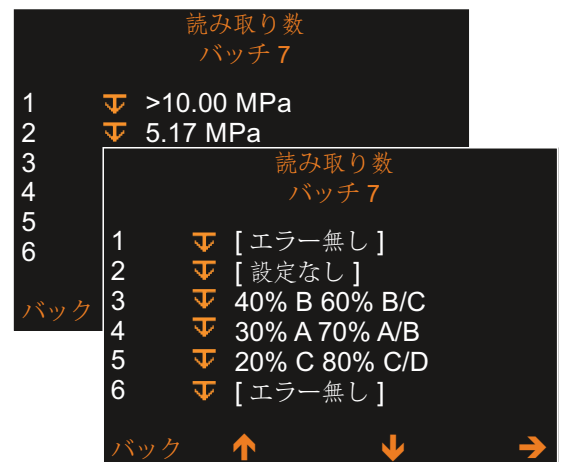 読み取り数
バッチ 7
1 >10.00 MPa
2 5.17 MPa
3
4
5
6
バック
読み取り数
バッチ 7
1 [ エラー無し ]
2 [ 設定なし ]
3 40% B 60% B/C
4 30% A 70% A/B
5 20% C 80% C/D
6 [ エラー無し ]
バック